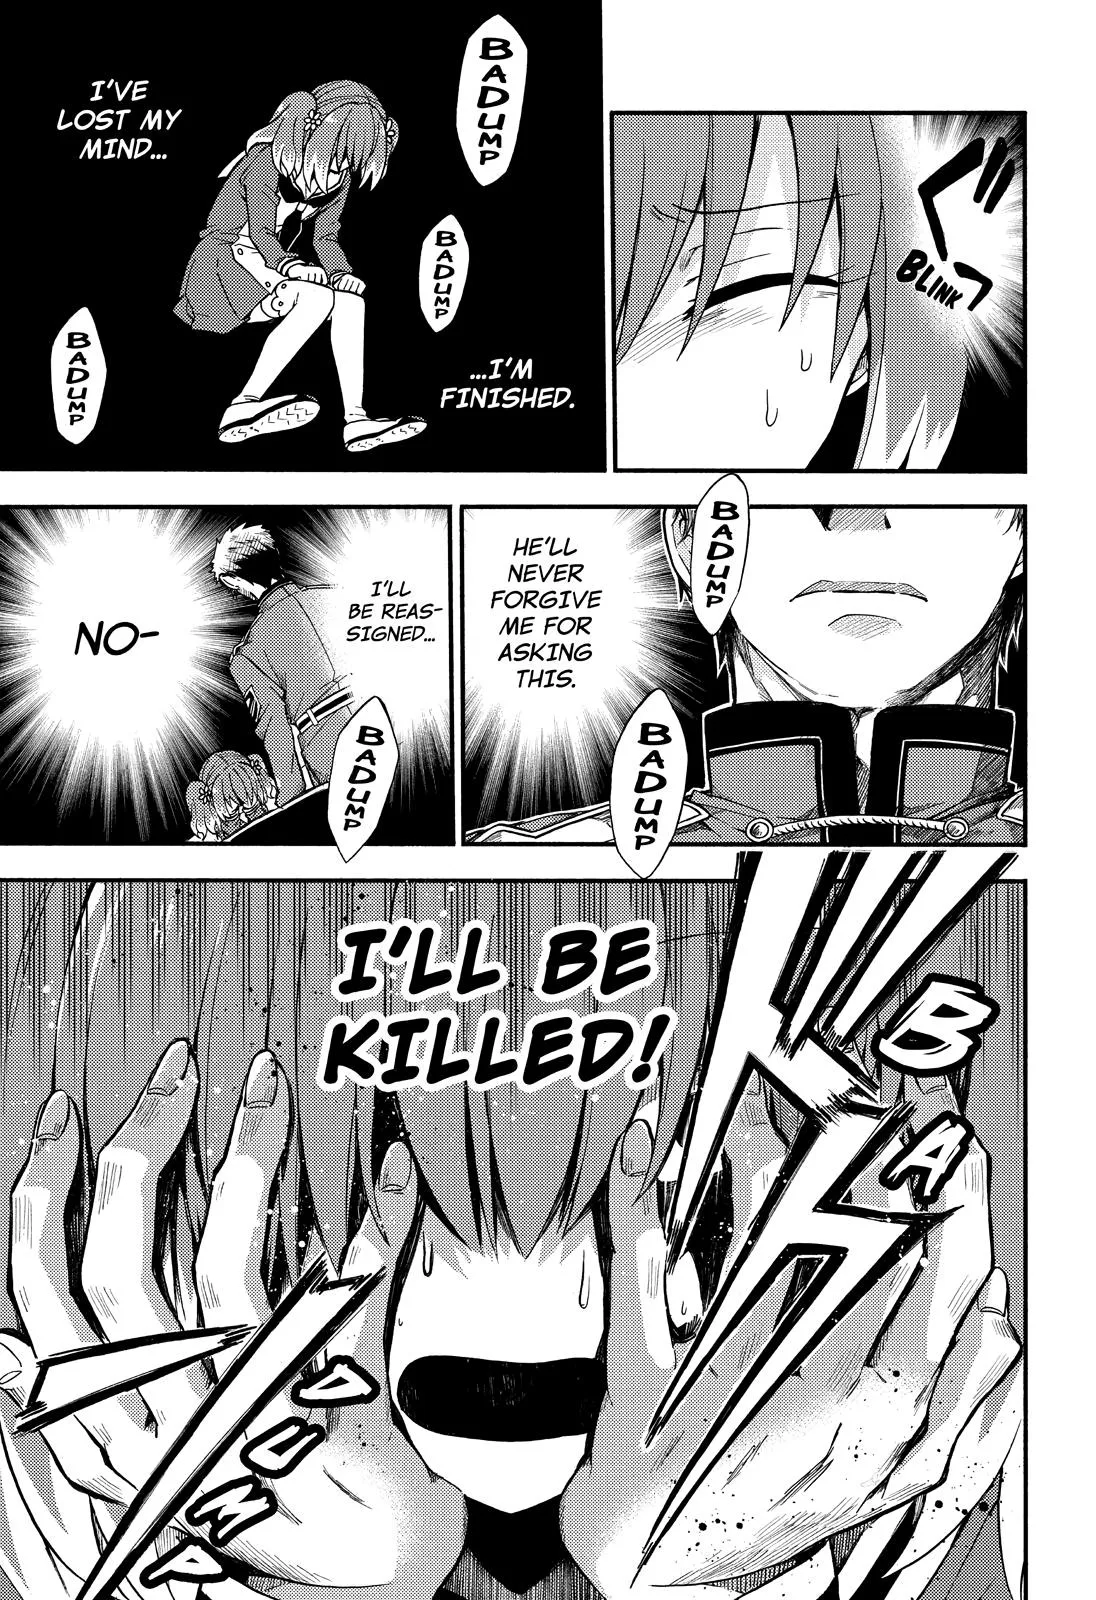 BLINK
BADUMP
I'VE
LOST MY
MIND...
BADUMP
BADUMP
...I'M
FINISHED.
BADUMP
HE'LL
NEVER
FORGIVE
ME FOR
ASKING
THIS.
BADUMP
I'LL
BE REAS-
SIGNED...
BADUMP
NO-
I'LL BE
KILLED!
BA
DUMP